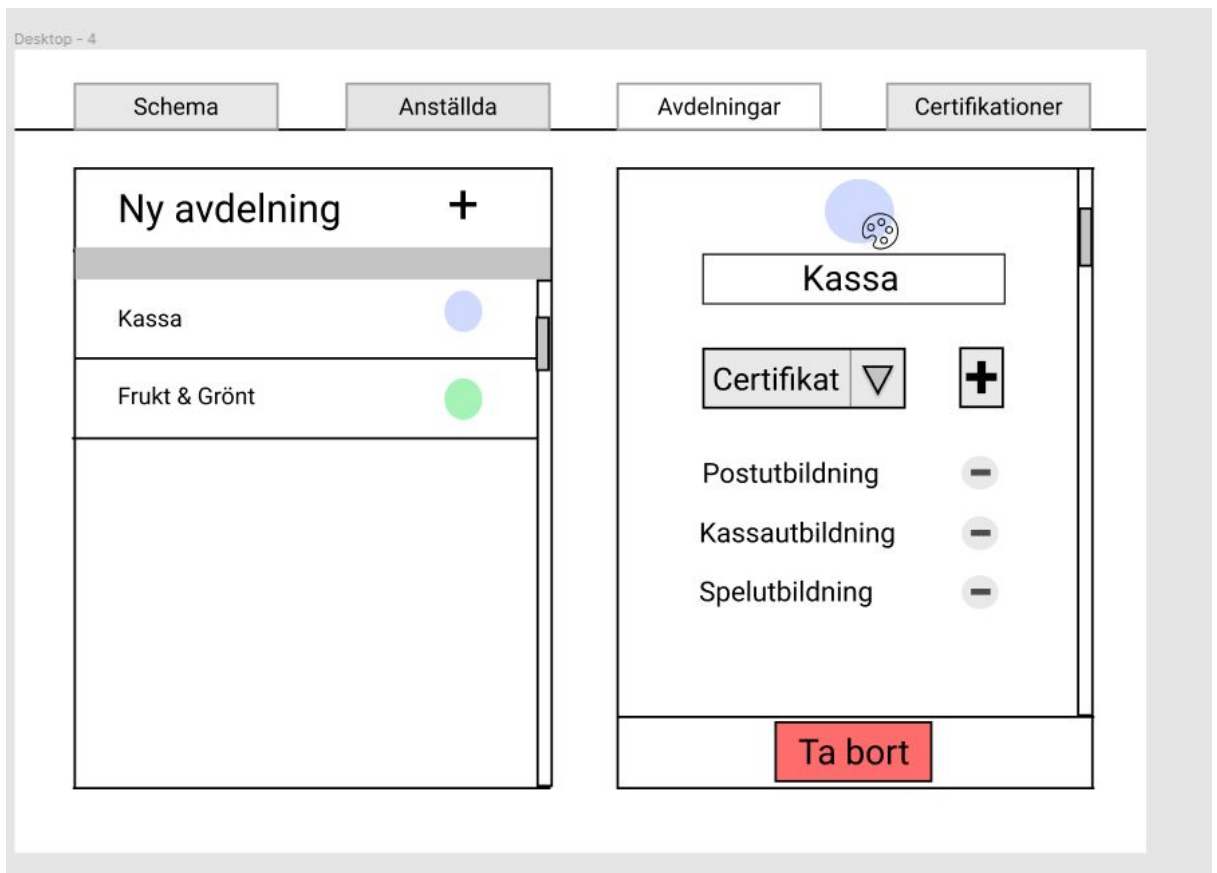 Desktop - 4
Schema
Anställda
Avdelningar
Certifikationer
Ny avdelning +
Kassa
Frukt & Grönt
Kassa
Certifikat
Postutbildning
Kassautbildning
Spelutbildning
Ta bort